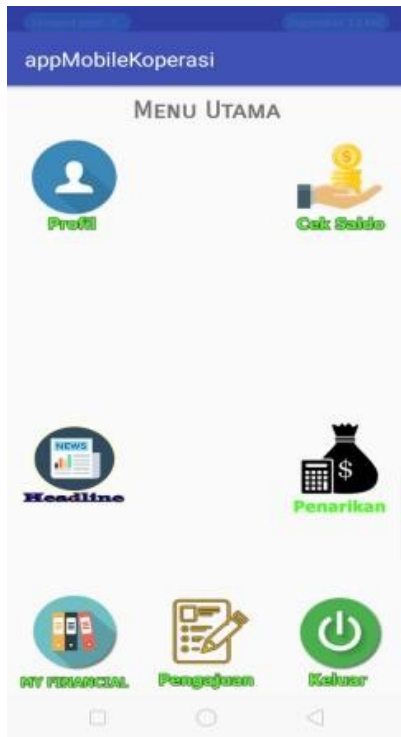 appMobileKoperasi
MENU UTAMA
Profil
Cek Saldo
NEWS
Headline
$
Penarikan
MY FINANCIAL
Pengajuan
Keluar